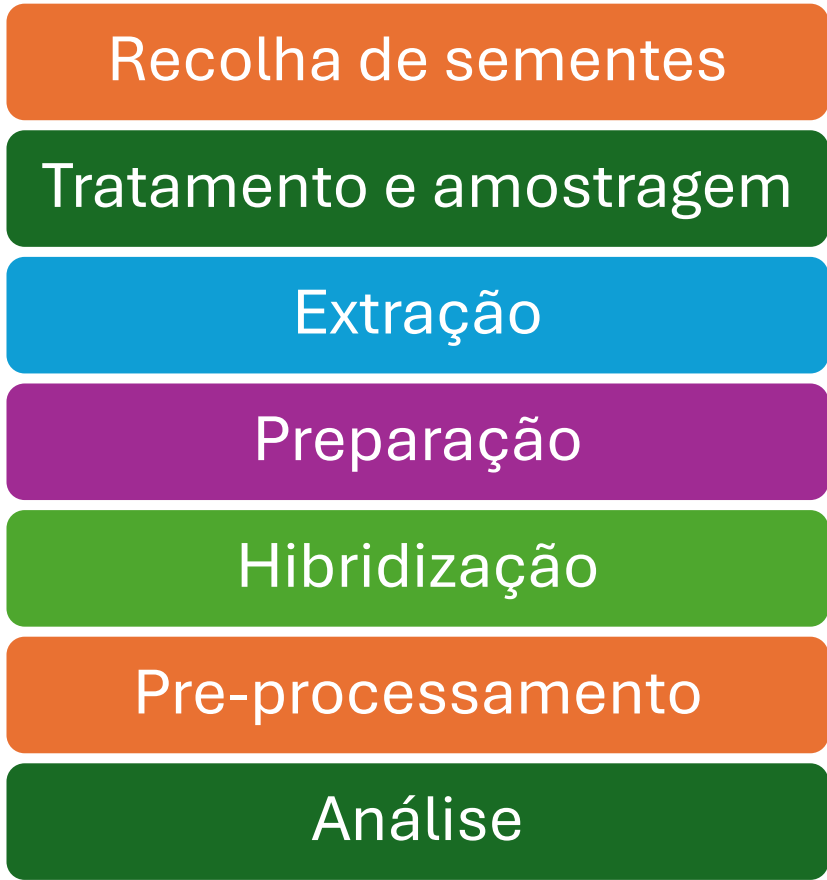 Recolha de sementes
Tratamento e amostragem
Extração
Preparação
Hibridização
Pre-processamento
Análise